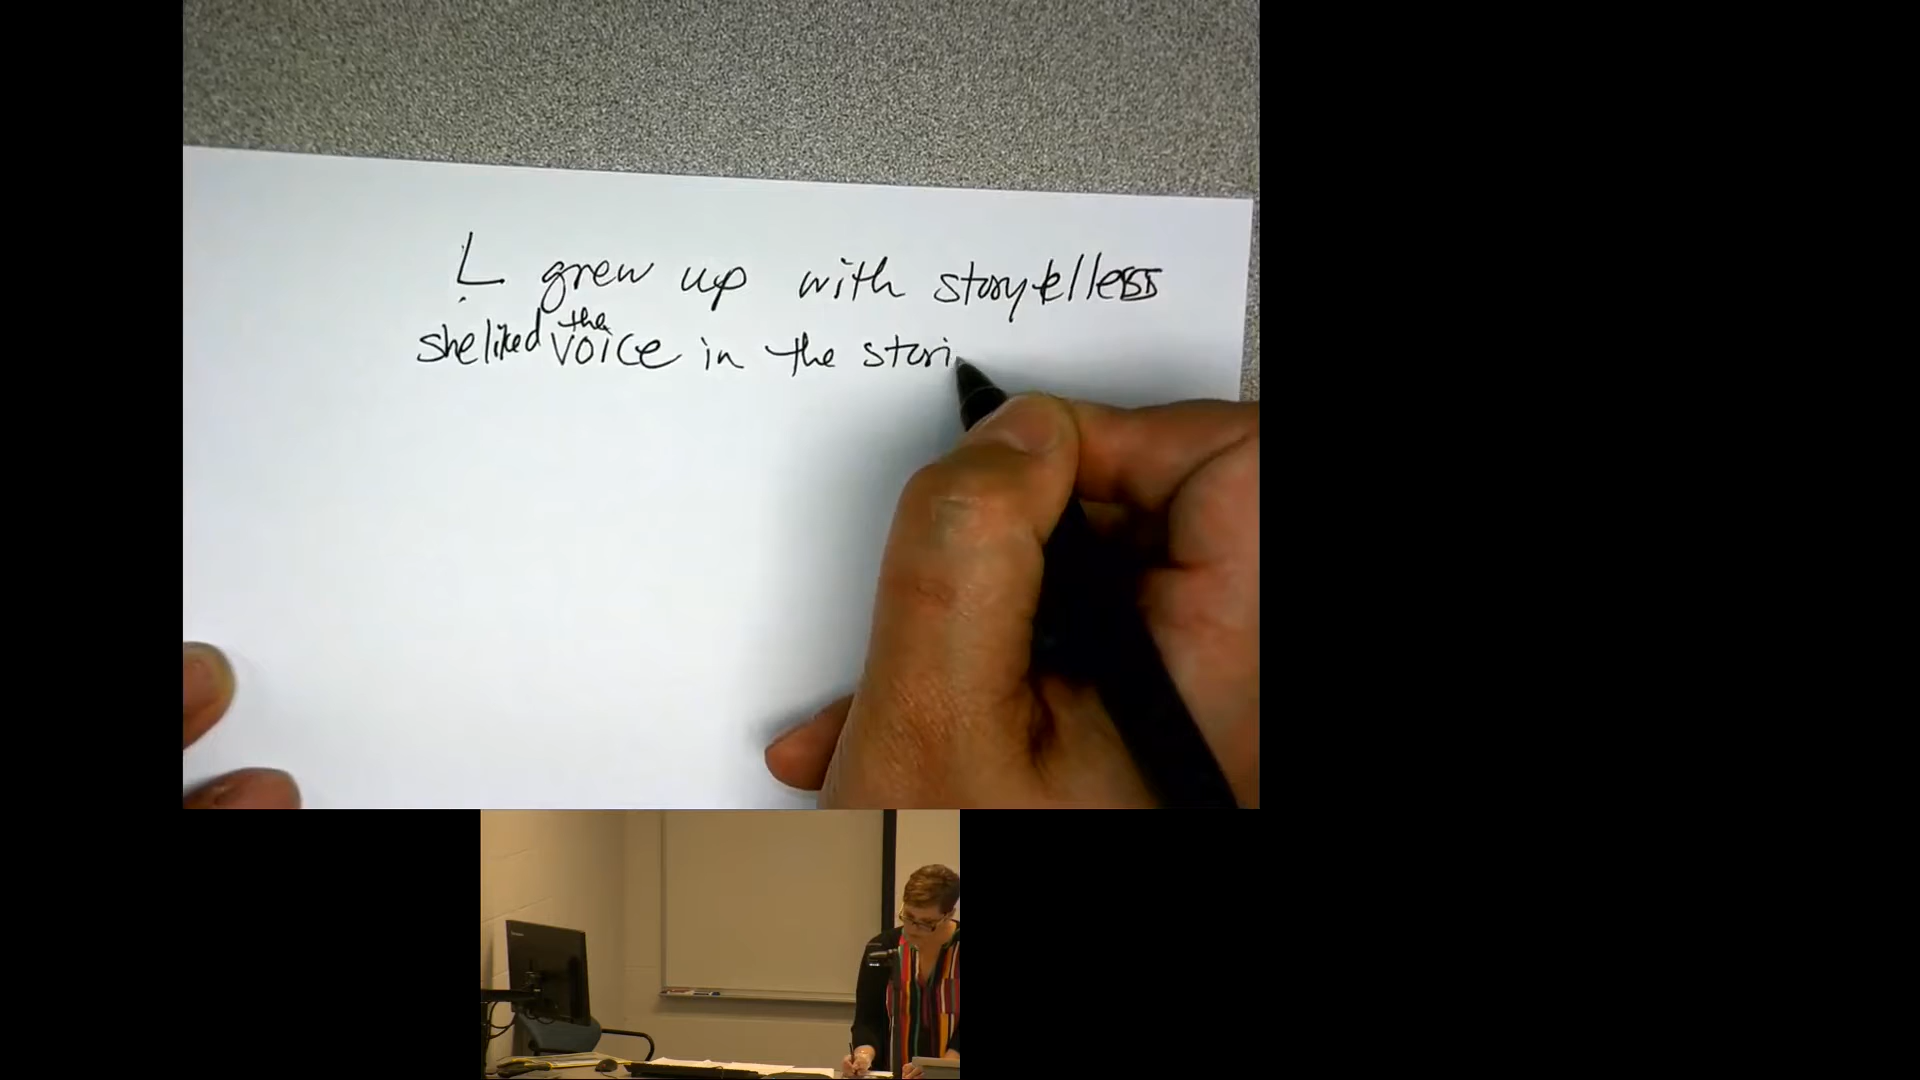 L grew up with storytellers
she liked the voice in the stori